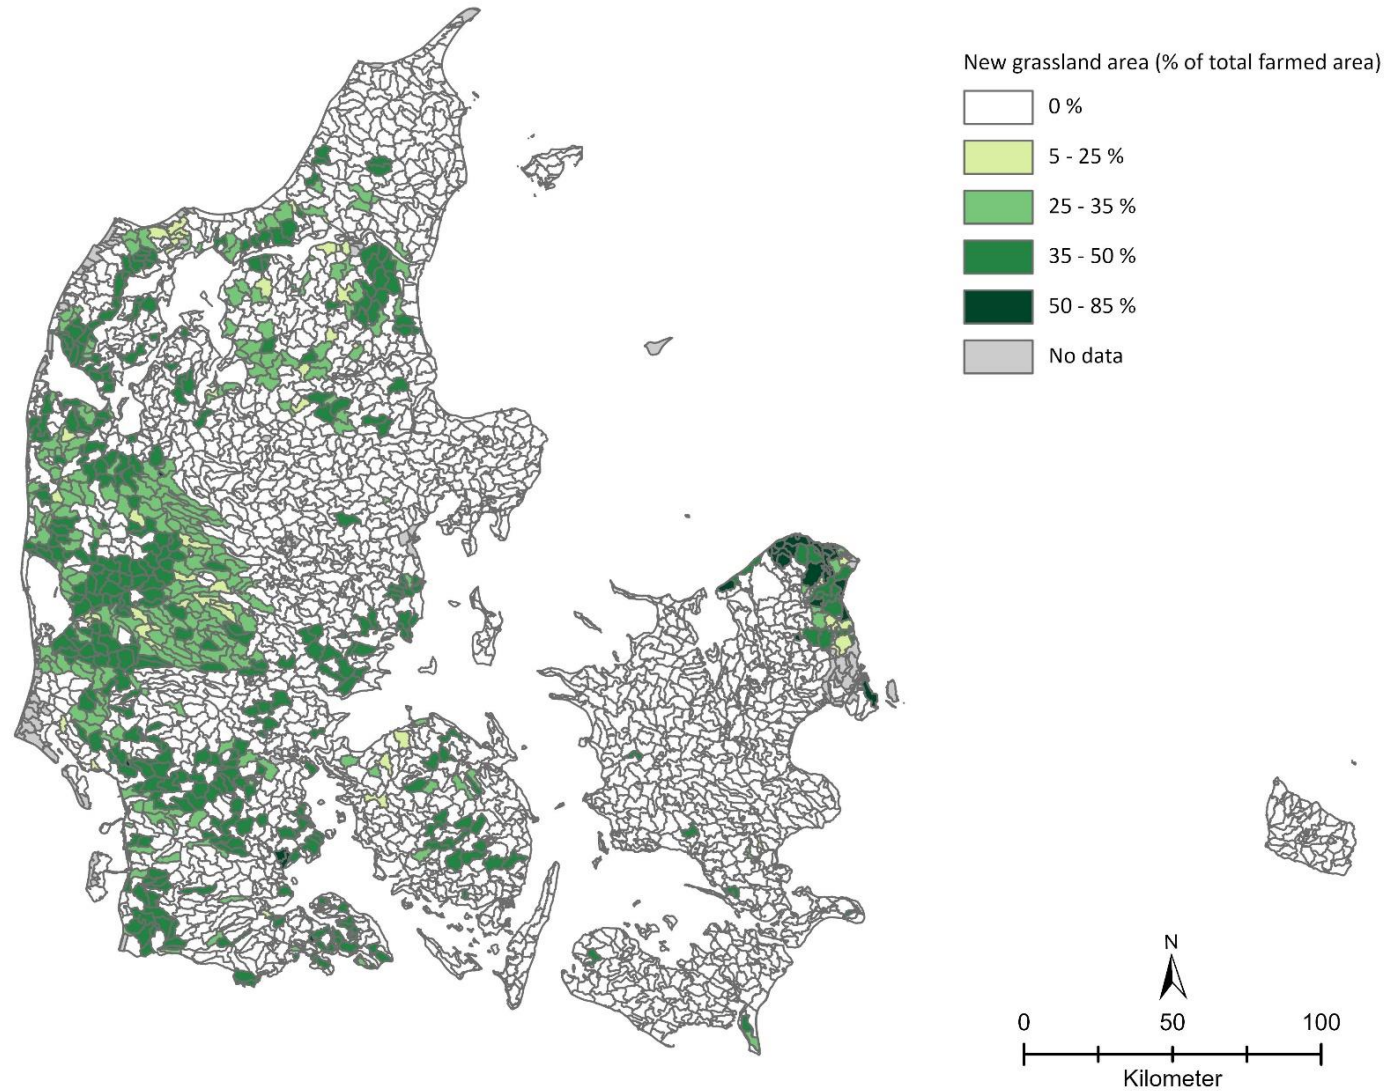 New grassland area (% of total farmed area)
0 %
5 - 25 %
25 - 35 %
35 - 50 %
50 - 85 %
No data
N
0 50 100
Kilometer